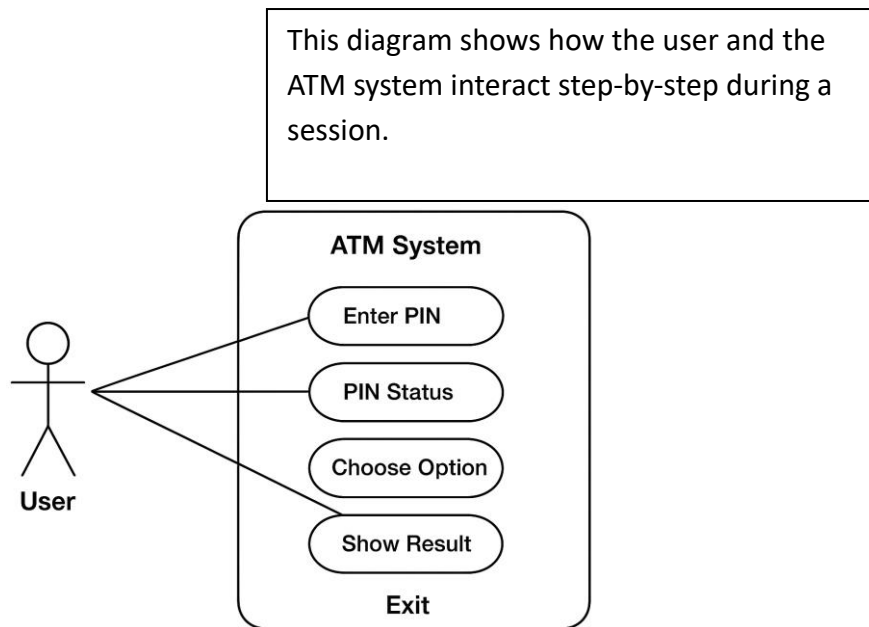 This diagram shows how the user and the
ATM system interact step-by-step during a
session.
ATM System
Enter PIN
PIN Status
Choose Option
User
Show Result
Exit